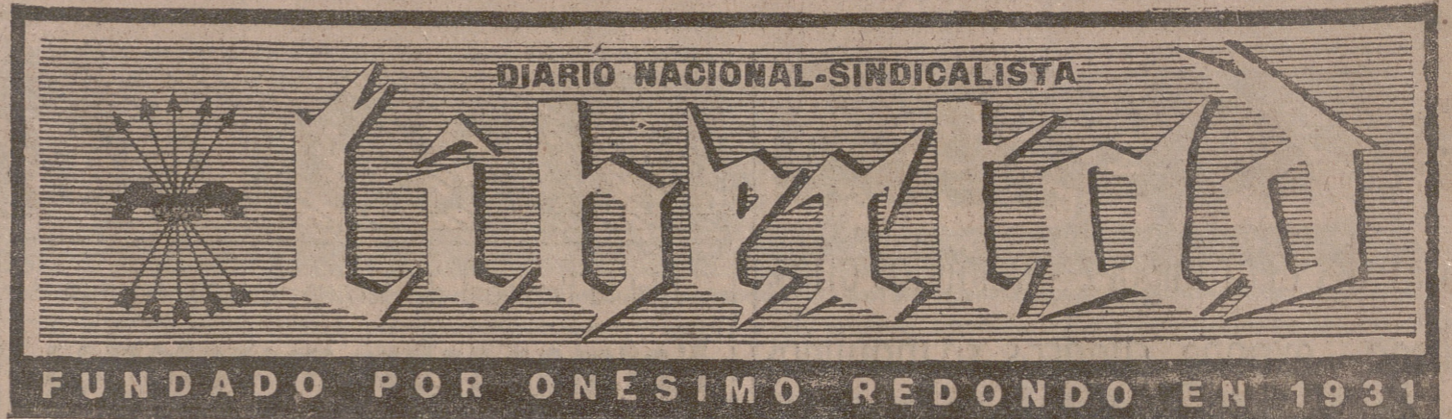 DIARIO NACIONAL-SINDICALISTA
Libertad
FUNDADO POR ONESIMO REDONDO EN 1931